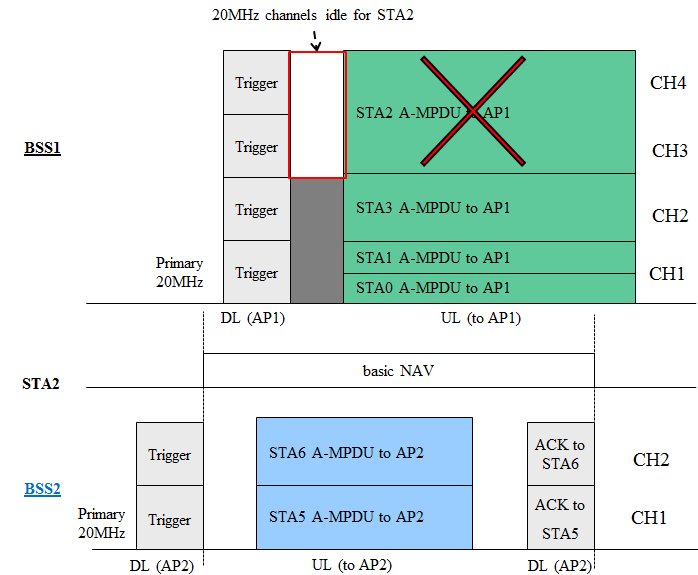 20MHz channels idle for STA2
Trigger
CH4
STA2 A-MPDU to AP1
BSS1
Trigger
CH3
Trigger
STA3 A-MPDU to AP1
CH2
Primary
20MHz
Trigger
STA1 A-MPDU to AP1
CH1
STA0 A-MPDU to AP1
DL (AP1)
UL (to AP1)
STA2
basic NAV
Trigger
STA6 A-MPDU to AP2
ACK to
STA6
CH2
BSS2
Primary
20MHz
Trigger
STA5 A-MPDU to AP2
ACK to
STA5
CH1
DL (AP2)
UL (to AP2)
DL (AP2)